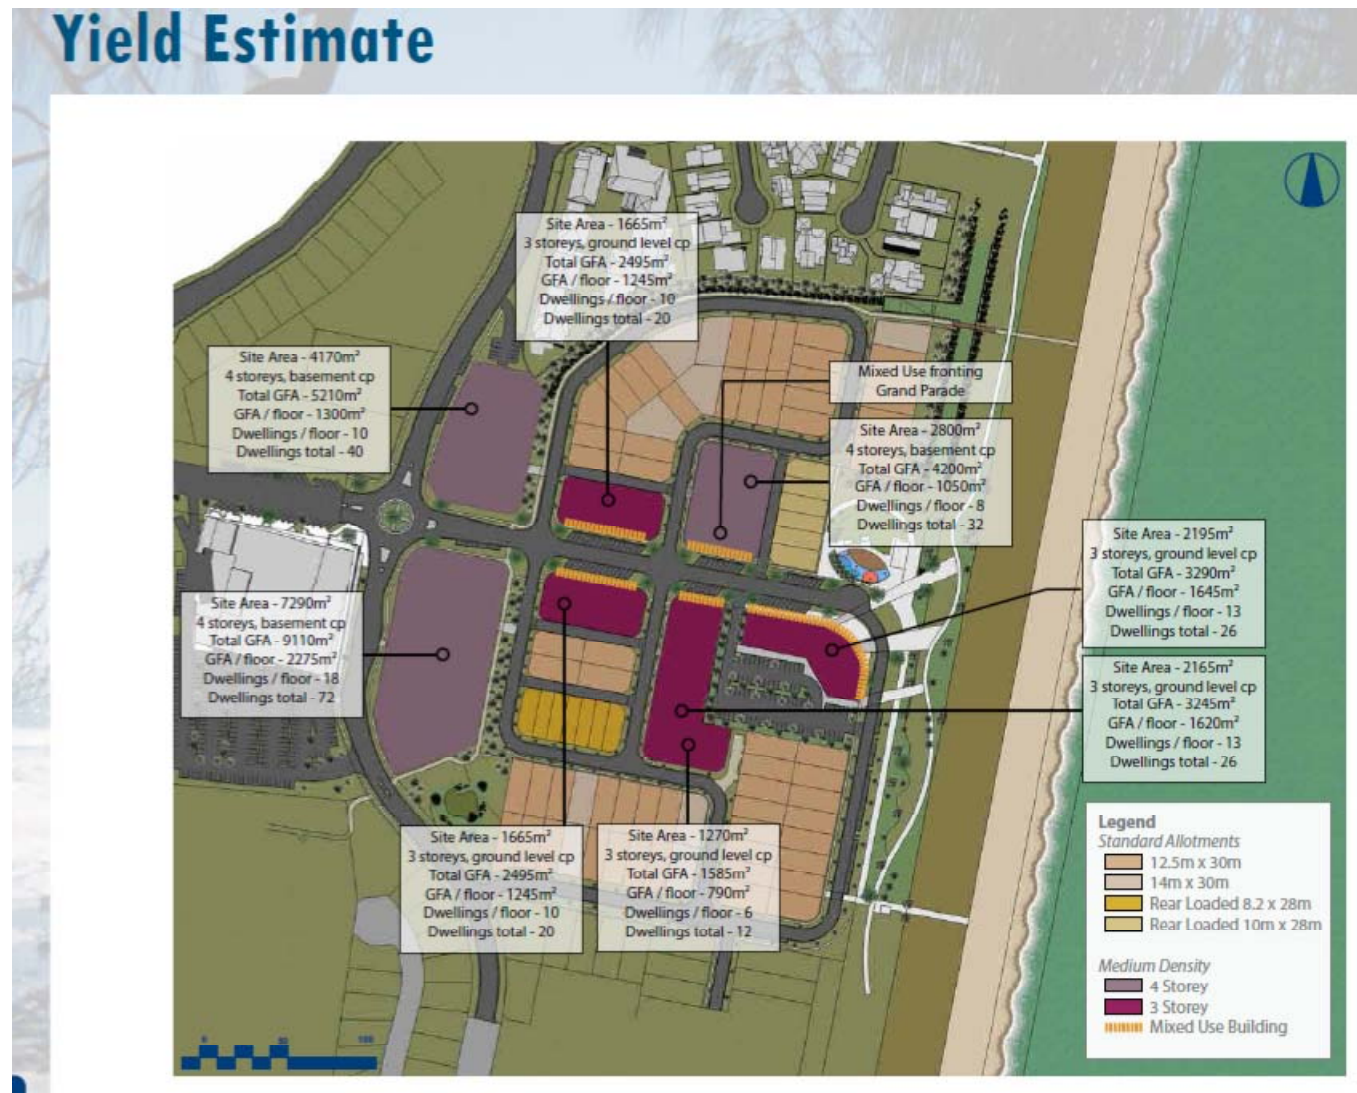 Yield Estimate
Site Area - 1665m²
3 storeys, ground level cp
Total GFA - 2495m²
GFA / floor - 1245m²
Dwellings / floor - 10
Dwellings total - 20
Site Area - 4170m²
4 storeys, basement cp
Total GFA - 5210m²
GFA / floor - 1300m²
Dwellings / floor - 10
Dwellings total - 40
Mixed Use fronting
Grand Parade
Site Area - 2800m²
4 storeys, basement cp
Total GFA - 4200m²
GFA / floor - 1050m²
Dwellings / floor - 8
Dwellings total - 32
Site Area - 2195m²
3 storeys, ground level cp
Total GFA - 3290m²
GFA / floor - 1645m²
Dwellings / floor - 13
Dwellings total - 26
Site Area - 7290m²
4 storeys, basement cp
Total GFA - 9110m²
GFA / floor - 2275m²
Dwellings / floor - 18
Dwellings total - 72
Site Area - 2165m²
3 storeys, ground level cp
Total GFA - 3245m²
GFA / floor - 1620m²
Dwellings / floor - 13
Dwellings total - 26
Site Area - 1665m²
3 storeys, ground level cp
Total GFA - 2495m²
GFA / floor - 1245m²
Dwellings / floor - 10
Dwellings total - 20
Site Area - 1270m²
3 storeys, ground level cp
Total GFA - 1585m²
GFA / floor - 790m²
Dwellings / floor - 6
Dwellings total - 12
Legend
Standard Allotments
12.5m x 30m
14m x 30m
Rear Loaded 8.2 x 28m
Rear Loaded 10m x 28m
Medium Density
4 Storey
3 Storey
Mixed Use Building